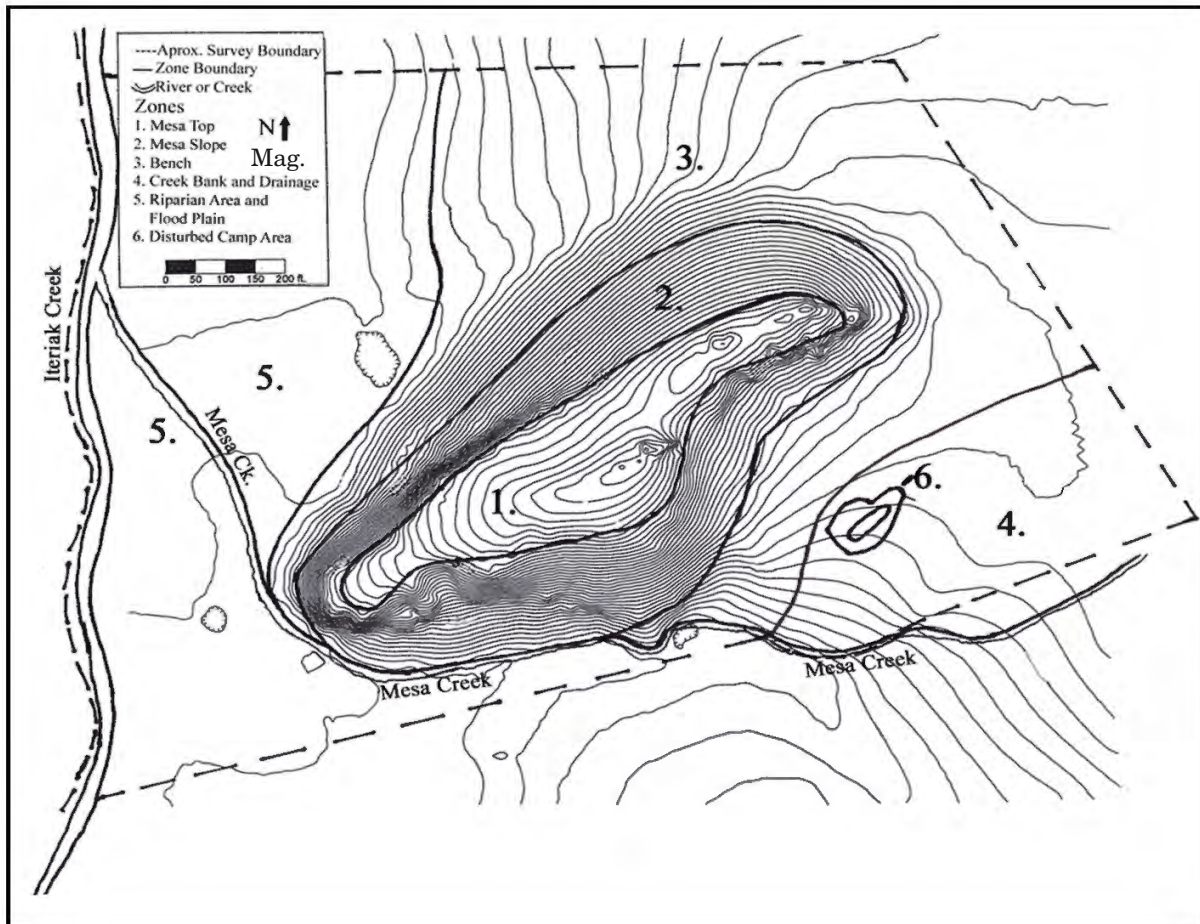 ----Aprox. Survey Boundary
— Zone Boundary
River or Creek
Zones
1. Mesa Top
2. Mesa Slope
3. Bench
4. Creek Bank and Drainage
5. Riparian Area and
Flood Plain
6. Disturbed Camp Area
N
Mag.
0 50 100 150 200 ft.
3.
Iteriak Creek
2.
5.
5.
Mesa Ck.
1.
6.
4.
Mesa Creek
Mesa Creek